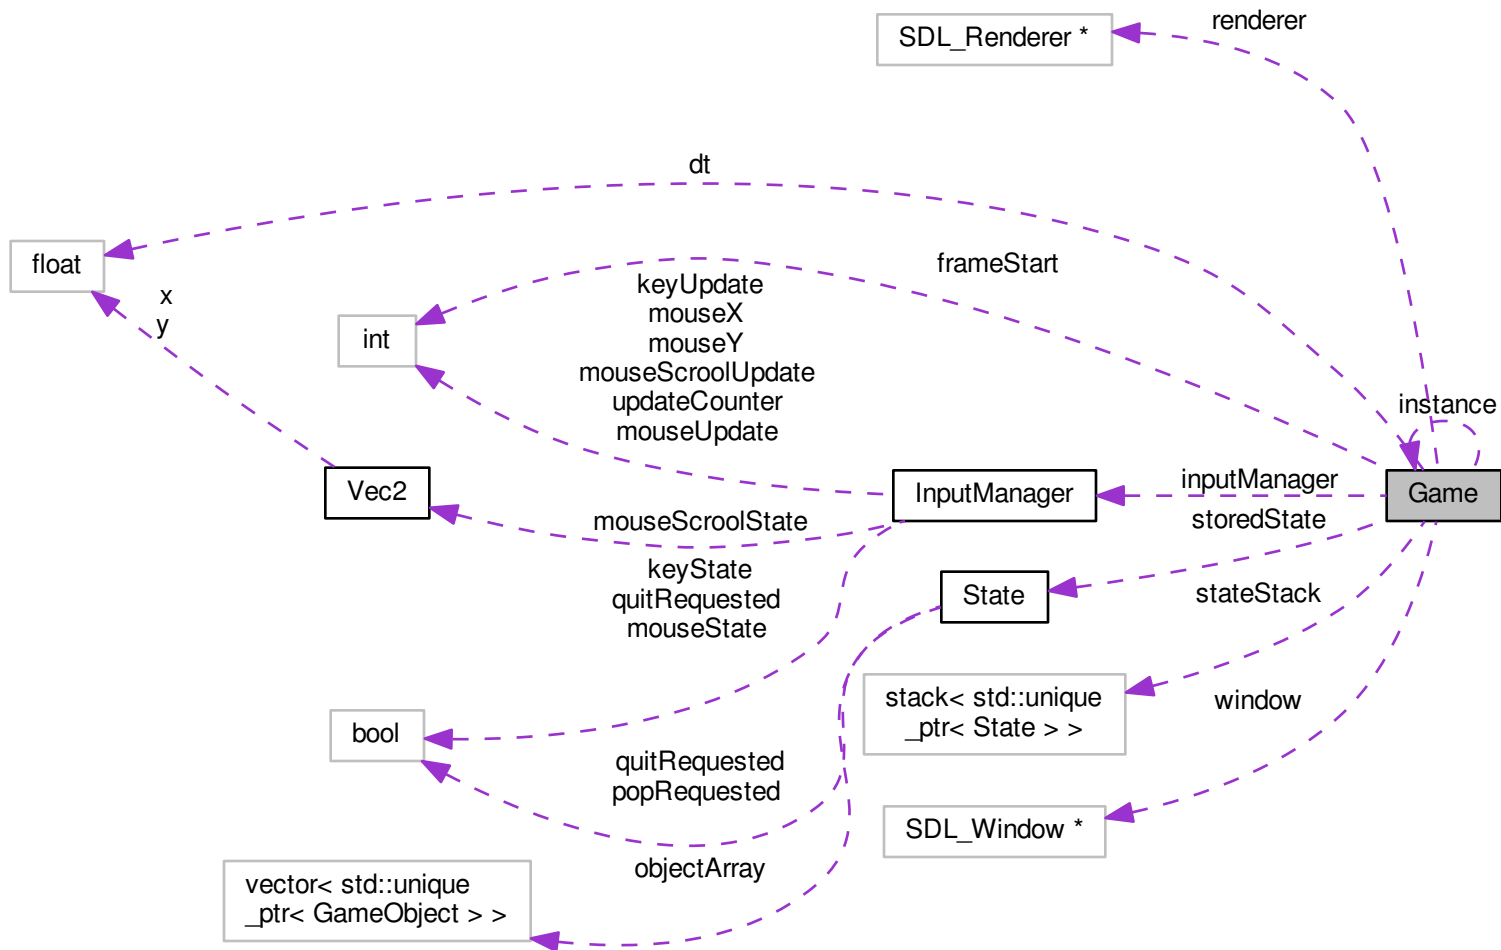 renderer
SDL_Renderer *
dt
float
frameStart
x
y
keyUpdate
mouseX
mouseY
mouseScroolUpdate
updateCounter
mouseUpdate
int
instance
Vec2
InputManager
inputManager
Game
mouseScroolState
storedState
keyState
quitRequested
mouseState
State
stateStack
stack< std::unique
_ptr< State > >
window
bool
quitRequested
popRequested
SDL_Window *
objectArray
vector< std::unique
_ptr< GameObject > >